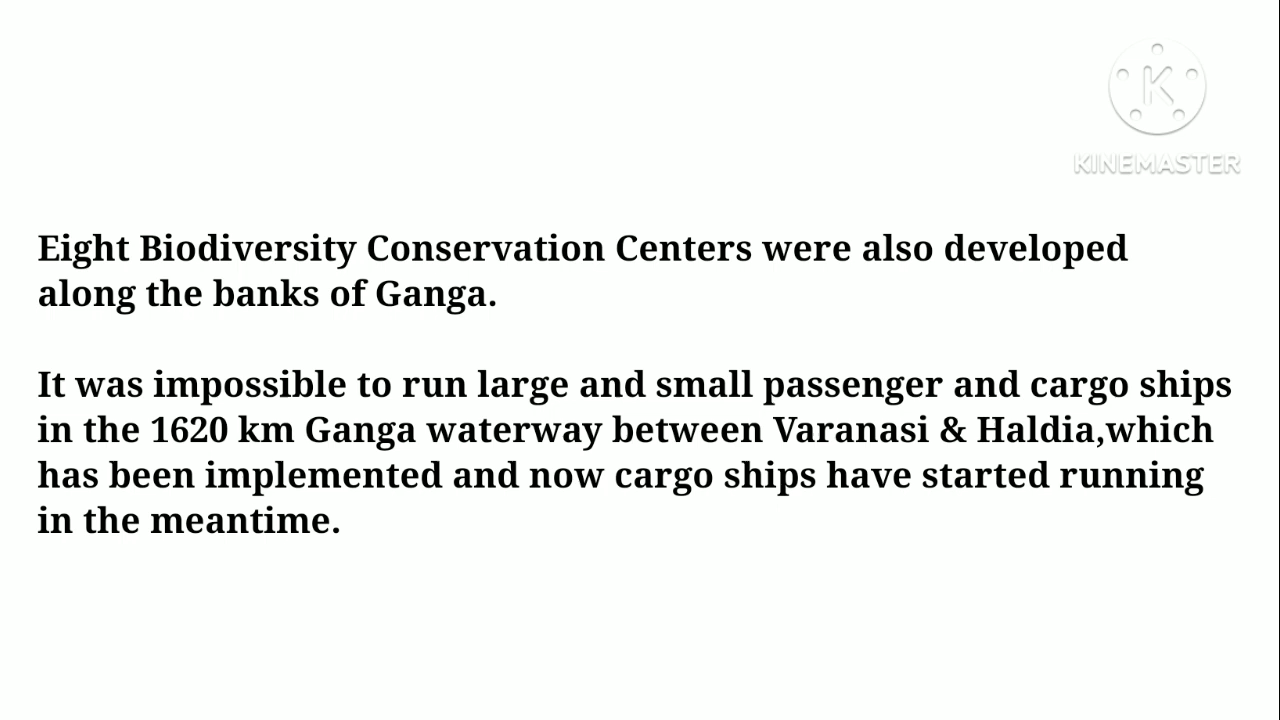 K
KINEMASTER
Eight Biodiversity Conservation Centers were also developed
along the banks of Ganga.
It was impossible to run large and small passenger and cargo ships
in the 1620 km Ganga waterway between Varanasi & Haldia,which
has been implemented and now cargo ships have started running
in the meantime.